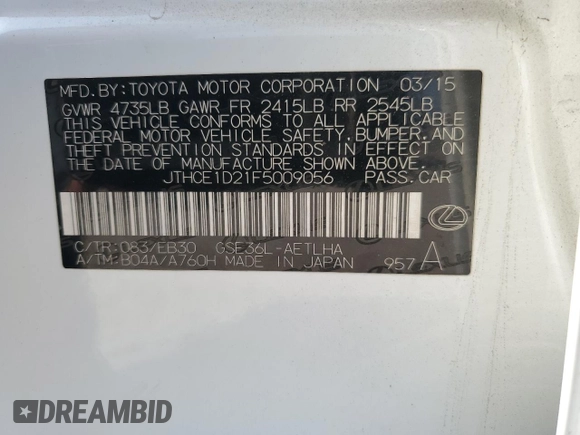 MFD.BY:TOYOTA MOTOR CORPORATION 03/15
GVWR 4735LB GAWR FR 2415LB RR 2545LB
THIS VEHICLE CONFORMS TO ALL APPLICABLE
FEDERAL MOTOR VEHICLE SAFETY,BUMPER,AND
THEFT PREVENTION STANDARDS IN EFFECT ON
THE DATE OF MANUFACTURE SHOWN ABOVE.
JTHCE1D21F5009056 PASS.CAR
C/TR:083/EB30 GSE36L-AETLHA
A/TM:B04A/A760H MADE IN JAPAN 957 A
DREAMBID